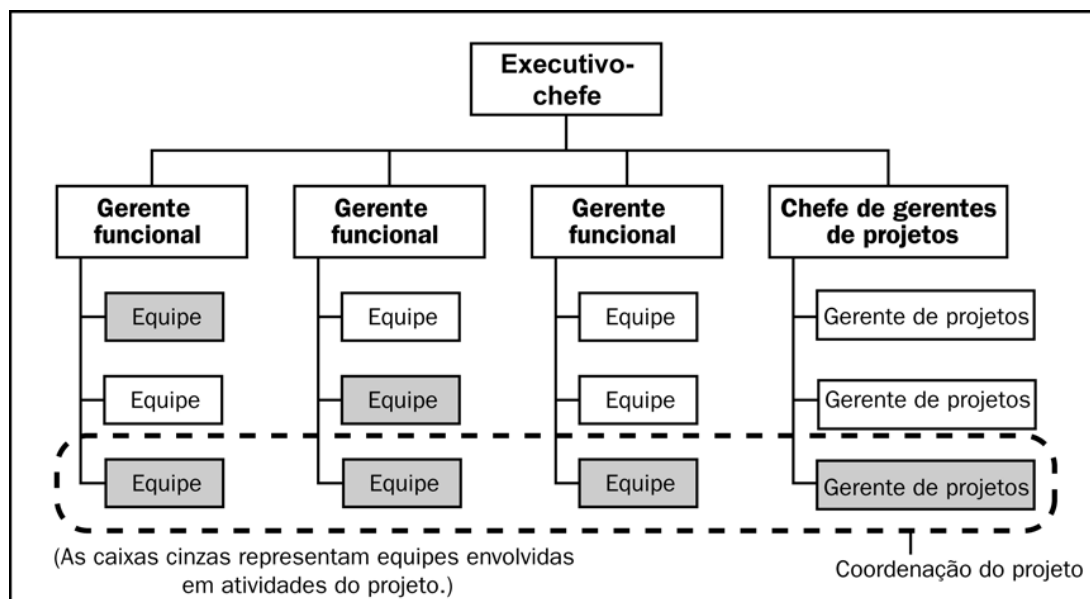 Executivo-
chefe
Gerente
funcional
Gerente
funcional
Gerente
funcional
Chefe de gerentes
de projetos
Equipe
Equipe
Equipe
Gerente de projetos
Equipe
Equipe
Equipe
Gerente de projetos
Equipe
Equipe
Equipe
Gerente de projetos
(As caixas cinzas representam equipes envolvidas
em atividades do projeto.)
Coordenação do projeto